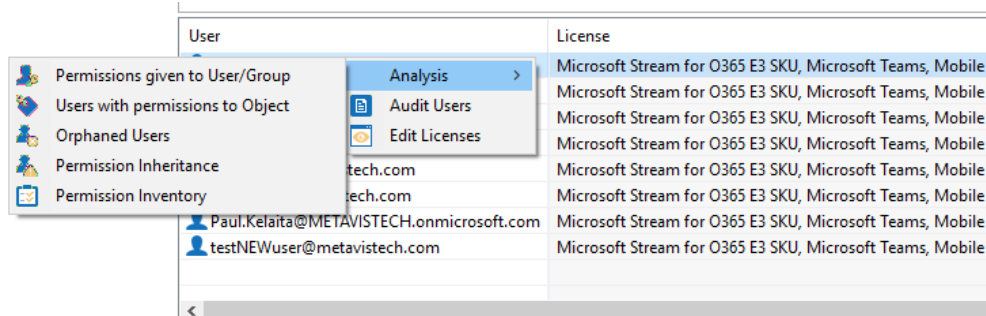 User License
Microsoft Stream for O365 E3 SKU, Microsoft Teams, Mobile
Permissions given to User/Group Analysis
Microsoft Stream for O365 E3 SKU, Microsoft Teams, Mobile
Users with permissions to Object Audit Users
Microsoft Stream for O365 E3 SKU, Microsoft Teams, Mobile
Orphaned Users Edit Licenses
Microsoft Stream for O365 E3 SKU, Microsoft Teams, Mobile
Permission Inheritance tech.com Microsoft Stream for O365 E3 SKU, Microsoft Teams, Mobile
Permission Inventory tech.com Microsoft Stream for O365 E3 SKU, Microsoft Teams, Mobile
Paul.Kelaita@METAVISTECH.onmicrosoft.com Microsoft Stream for O365 E3 SKU, Microsoft Teams, Mobile
testNEWuser@metavistech.com Microsoft Stream for O365 E3 SKU, Microsoft Teams, Mobile